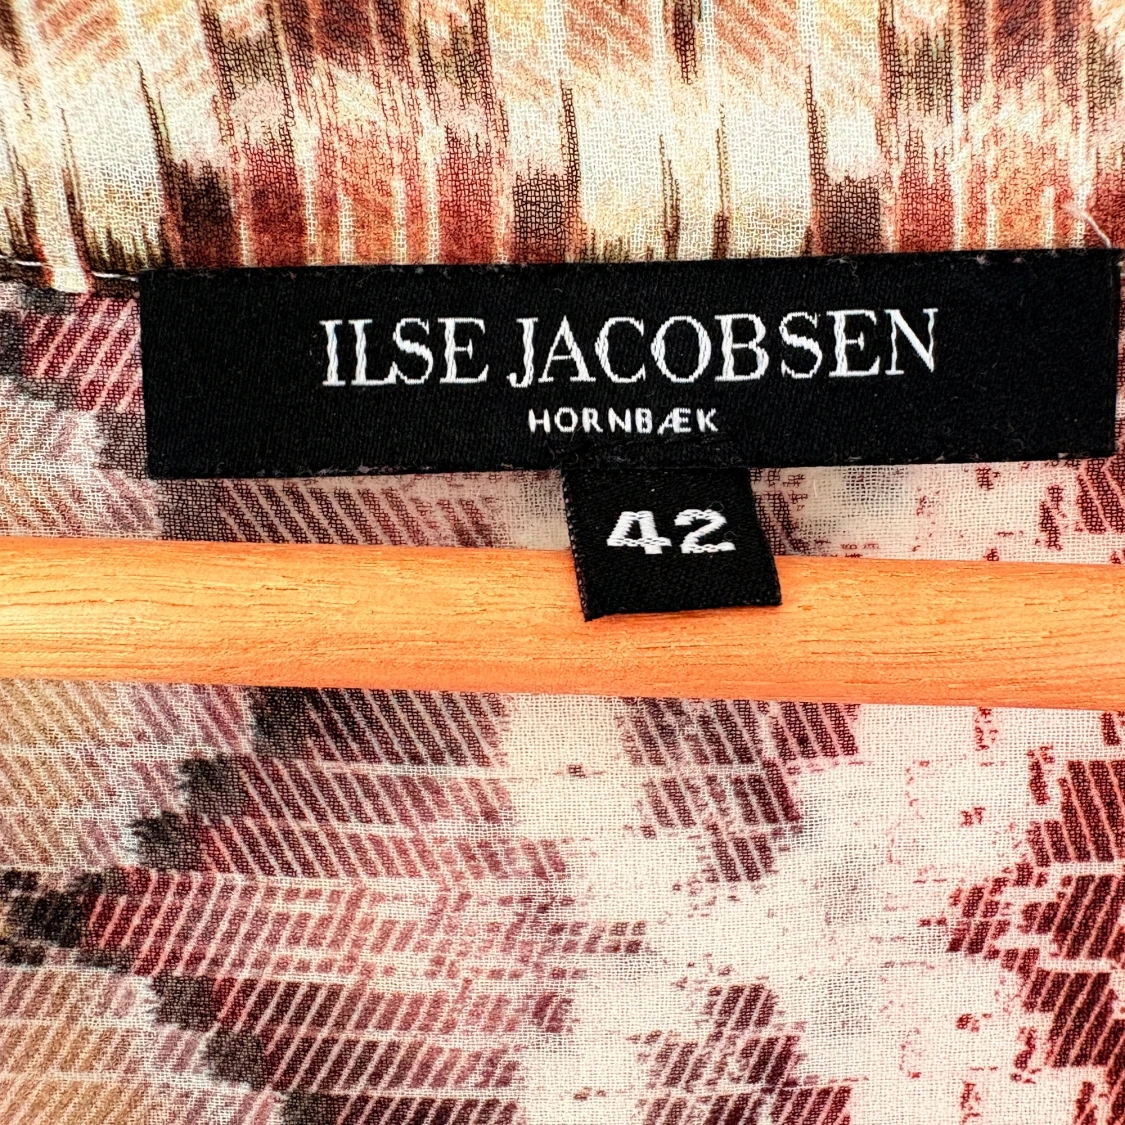 ILSE JACOBSEN
HORNBÆK
42